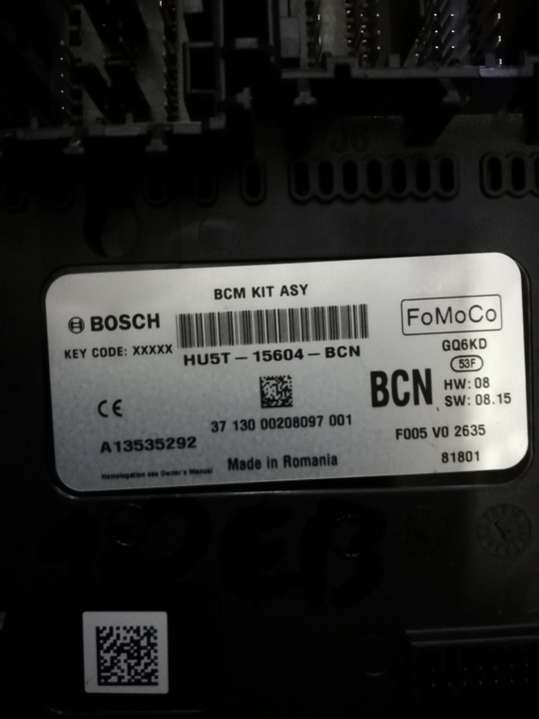 BCM KIT ASY
BOSCH
FoMoCo
KEY CODE: XXXXX
HU5T-15604-BCN
GQ6KD
53F
BCN
HW: 08
SW: 08.15
CE
37 130 00208097 001
F005 V0 2635
A13535292
Made in Romania
81801
Homologation see Owner's Manual